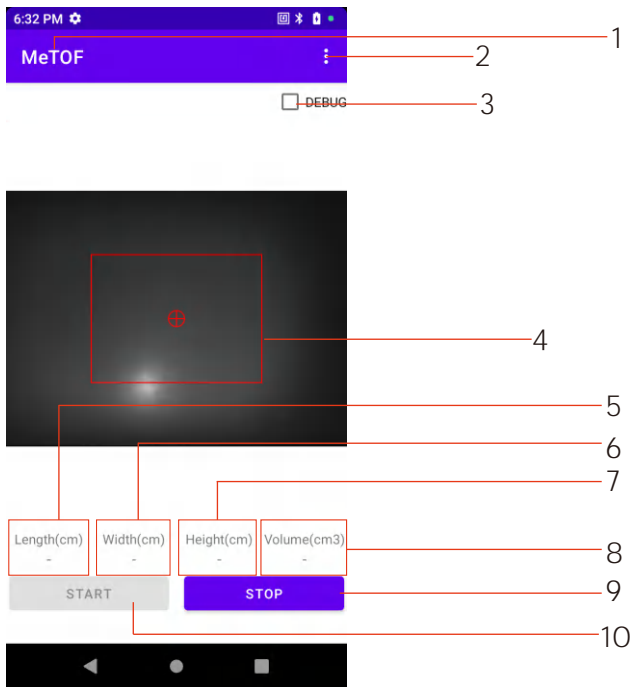 6:32 PM
1
MeTOF
2
DEBUG
3
4
5
6
7
Length(cm) Width(cm) Height(cm) Volume(cm3)
- - - -
8
START STOP
9
10